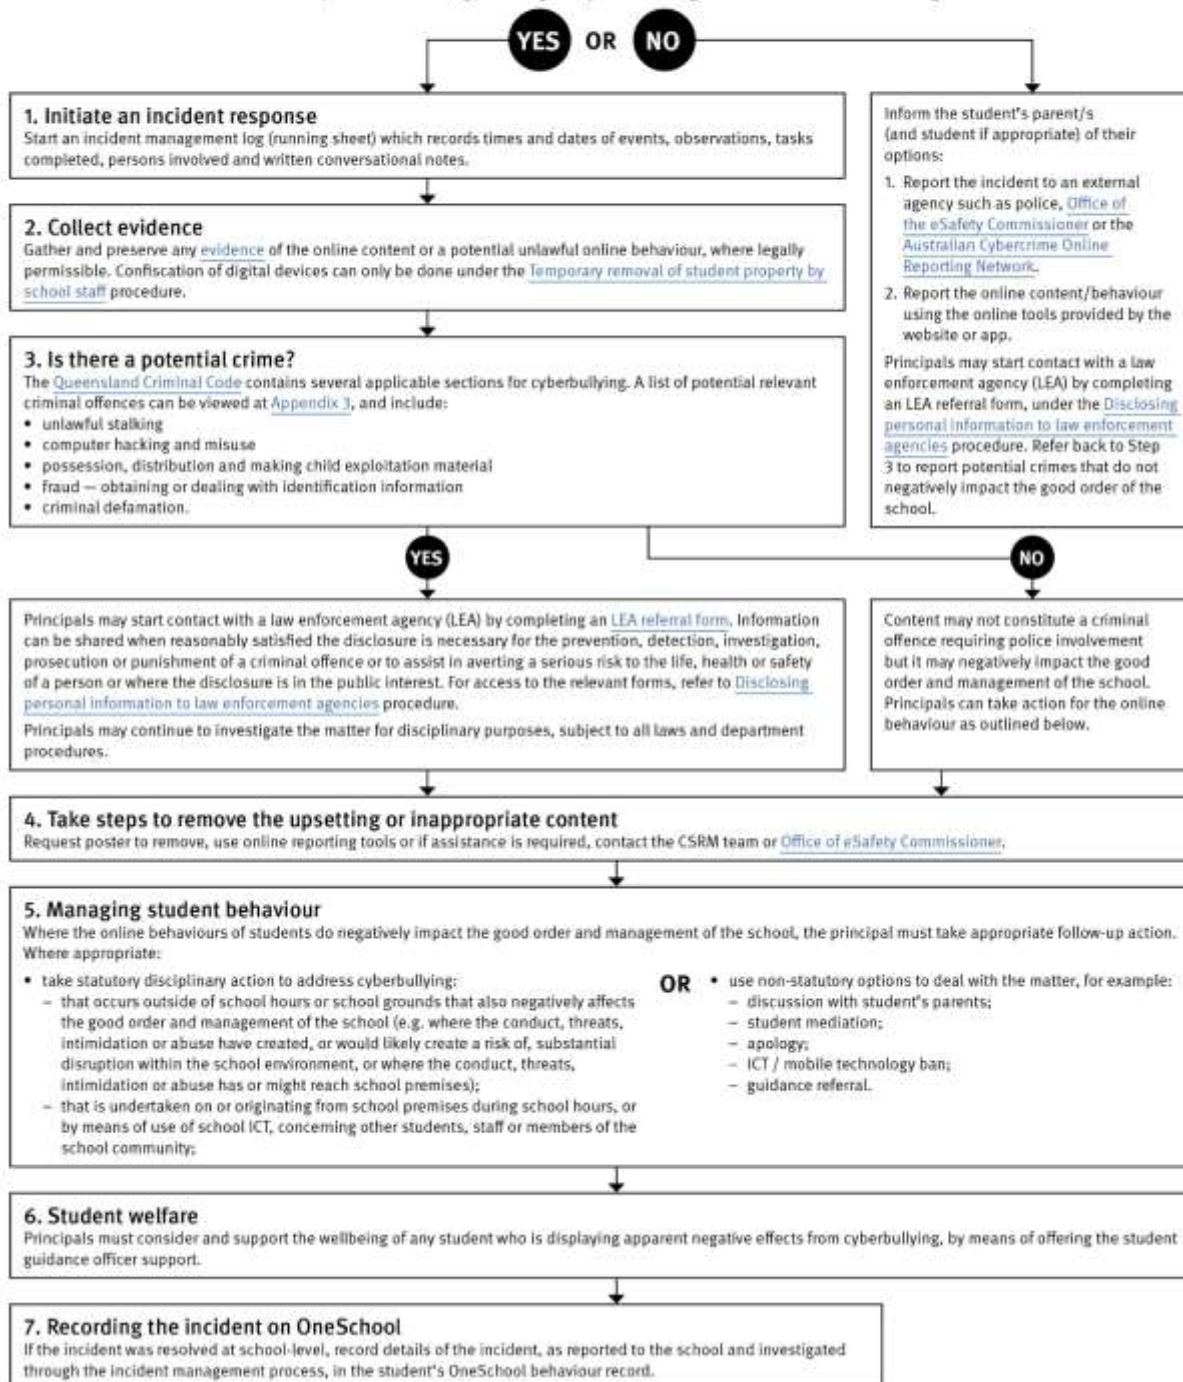 YES OR NO
1. Initiate an incident response
Start an incident management log (running sheet) which records times and dates of events, observations, tasks
completed, persons involved and written conversational notes.
Inform the student's parent/s
(and student if appropriate) of their
options:
1. Report the incident to an external
agency such as police, Office of
the eSafety Commissioner or the
Australian Cybercrime Online
Reporting Network.
2. Report the online content/behaviour
using the online tools provided by the
website or app.
Principals may start contact with a law
enforcement agency (LEA) by completing
an LEA referral form, under the Disclosing
personal information to law enforcement
agencies procedure. Refer back to Step
3 to report potential crimes that do not
negatively impact the good order of the
school.
2. Collect evidence
Gather and preserve any evidence of the online content or a potential unlawful online behaviour, where legally
permissible. Confiscation of digital devices can only be done under the Temporary removal of student property by
school staff procedure.
3. Is there a potential crime?
The Queensland Criminal Code contains several applicable sections for cyberbullying. A list of potential relevant
criminal offences can be viewed at Appendix 3, and include:
• unlawful stalking
• computer hacking and misuse
• possession, distribution and making child exploitation material
• fraud — obtaining or dealing with identification information
• criminal defamation.
YES
NO
Principals may start contact with a law enforcement agency (LEA) by completing an LEA referral form. Information
can be shared when reasonably satisfied the disclosure is necessary for the prevention, detection, investigation,
prosecution or punishment of a criminal offence or to assist in averting a serious risk to the life, health or safety
of a person or where the disclosure is in the public interest. For access to the relevant forms, refer to Disclosing
personal information to law enforcement agencies procedure.
Principals may continue to investigate the matter for disciplinary purposes, subject to all laws and department
procedures.
Content may not constitute a criminal
offence requiring police involvement
but it may negatively impact the good
order and management of the school.
Principals can take action for the online
behaviour as outlined below.
4. Take steps to remove the upsetting or inappropriate content
Request poster to remove, use online reporting tools or if assistance is required, contact the CSRM team or Office of eSafety Commissioner.
5. Managing student behaviour
Where the online behaviours of students do negatively impact the good order and management of the school, the principal must take appropriate follow-up action.
Where appropriate:
• take statutory disciplinary action to address cyberbullying:
– that occurs outside of school hours or school grounds that also negatively affects
the good order and management of the school (e.g. where the conduct, threats,
intimidation or abuse have created, or would likely create a risk of, substantial
disruption within the school environment, or where the conduct, threats,
intimidation or abuse has or might reach school premises);
– that is undertaken on or originating from school premises during school hours, or
by means of use of school ICT, concerning other students, staff or members of the
school community;
OR
• use non-statutory options to deal with the matter, for example:
– discussion with student's parents;
– student mediation;
– apology;
– ICT / mobile technology ban;
– guidance referral.
6. Student welfare
Principals must consider and support the wellbeing of any student who is displaying apparent negative effects from cyberbullying, by means of offering the student
guidance officer support.
7. Recording the incident on OneSchool
If the incident was resolved at school-level, record details of the incident, as reported to the school and investigated
through the incident management process, in the student's OneSchool behaviour record.